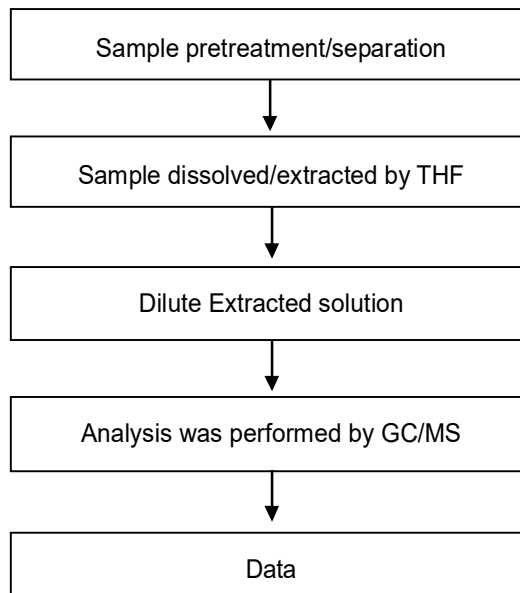 Sample pretreatment/separation
Sample dissolved/extracted by THF
Dilute Extracted solution
Analysis was performed by GC/MS
Data